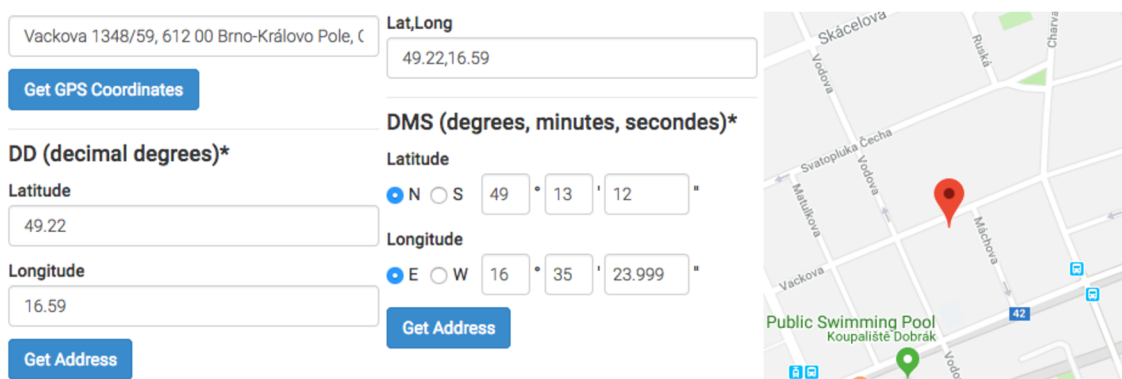 Vackova 1348/59, 612 00 Brno-Královo Pole, C
Get GPS Coordinates
DD (decimal degrees)*
Latitude
49.22
Longitude
16.59
Get Address
Lat,Long
49.22,16.59
DMS (degrees, minutes, secondes)*
Latitude
N S 49 ° 13 ' 12 "
Longitude
E W 16 ° 35 ' 23.999 "
Get Address
Skácelova
Charva
Ruská
Vodova
Svatopluka Čecha
Vodova
Matulkova
Máchova
Vackova
42
Public Swimming Pool
Koupaliště Dobrák
Vodo